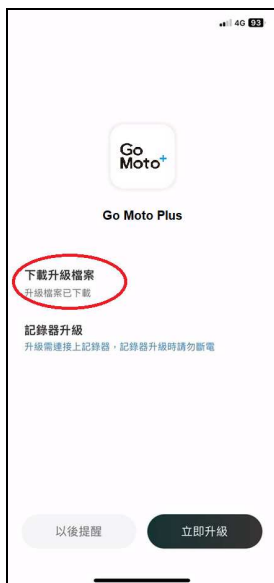 4G 93
Go
Moto+
Go Moto Plus
下載升級檔案
升級檔案已下載
記錄器升級
升級需連接上記錄器，記錄器升級時請勿斷電
以後提醒
立即升級